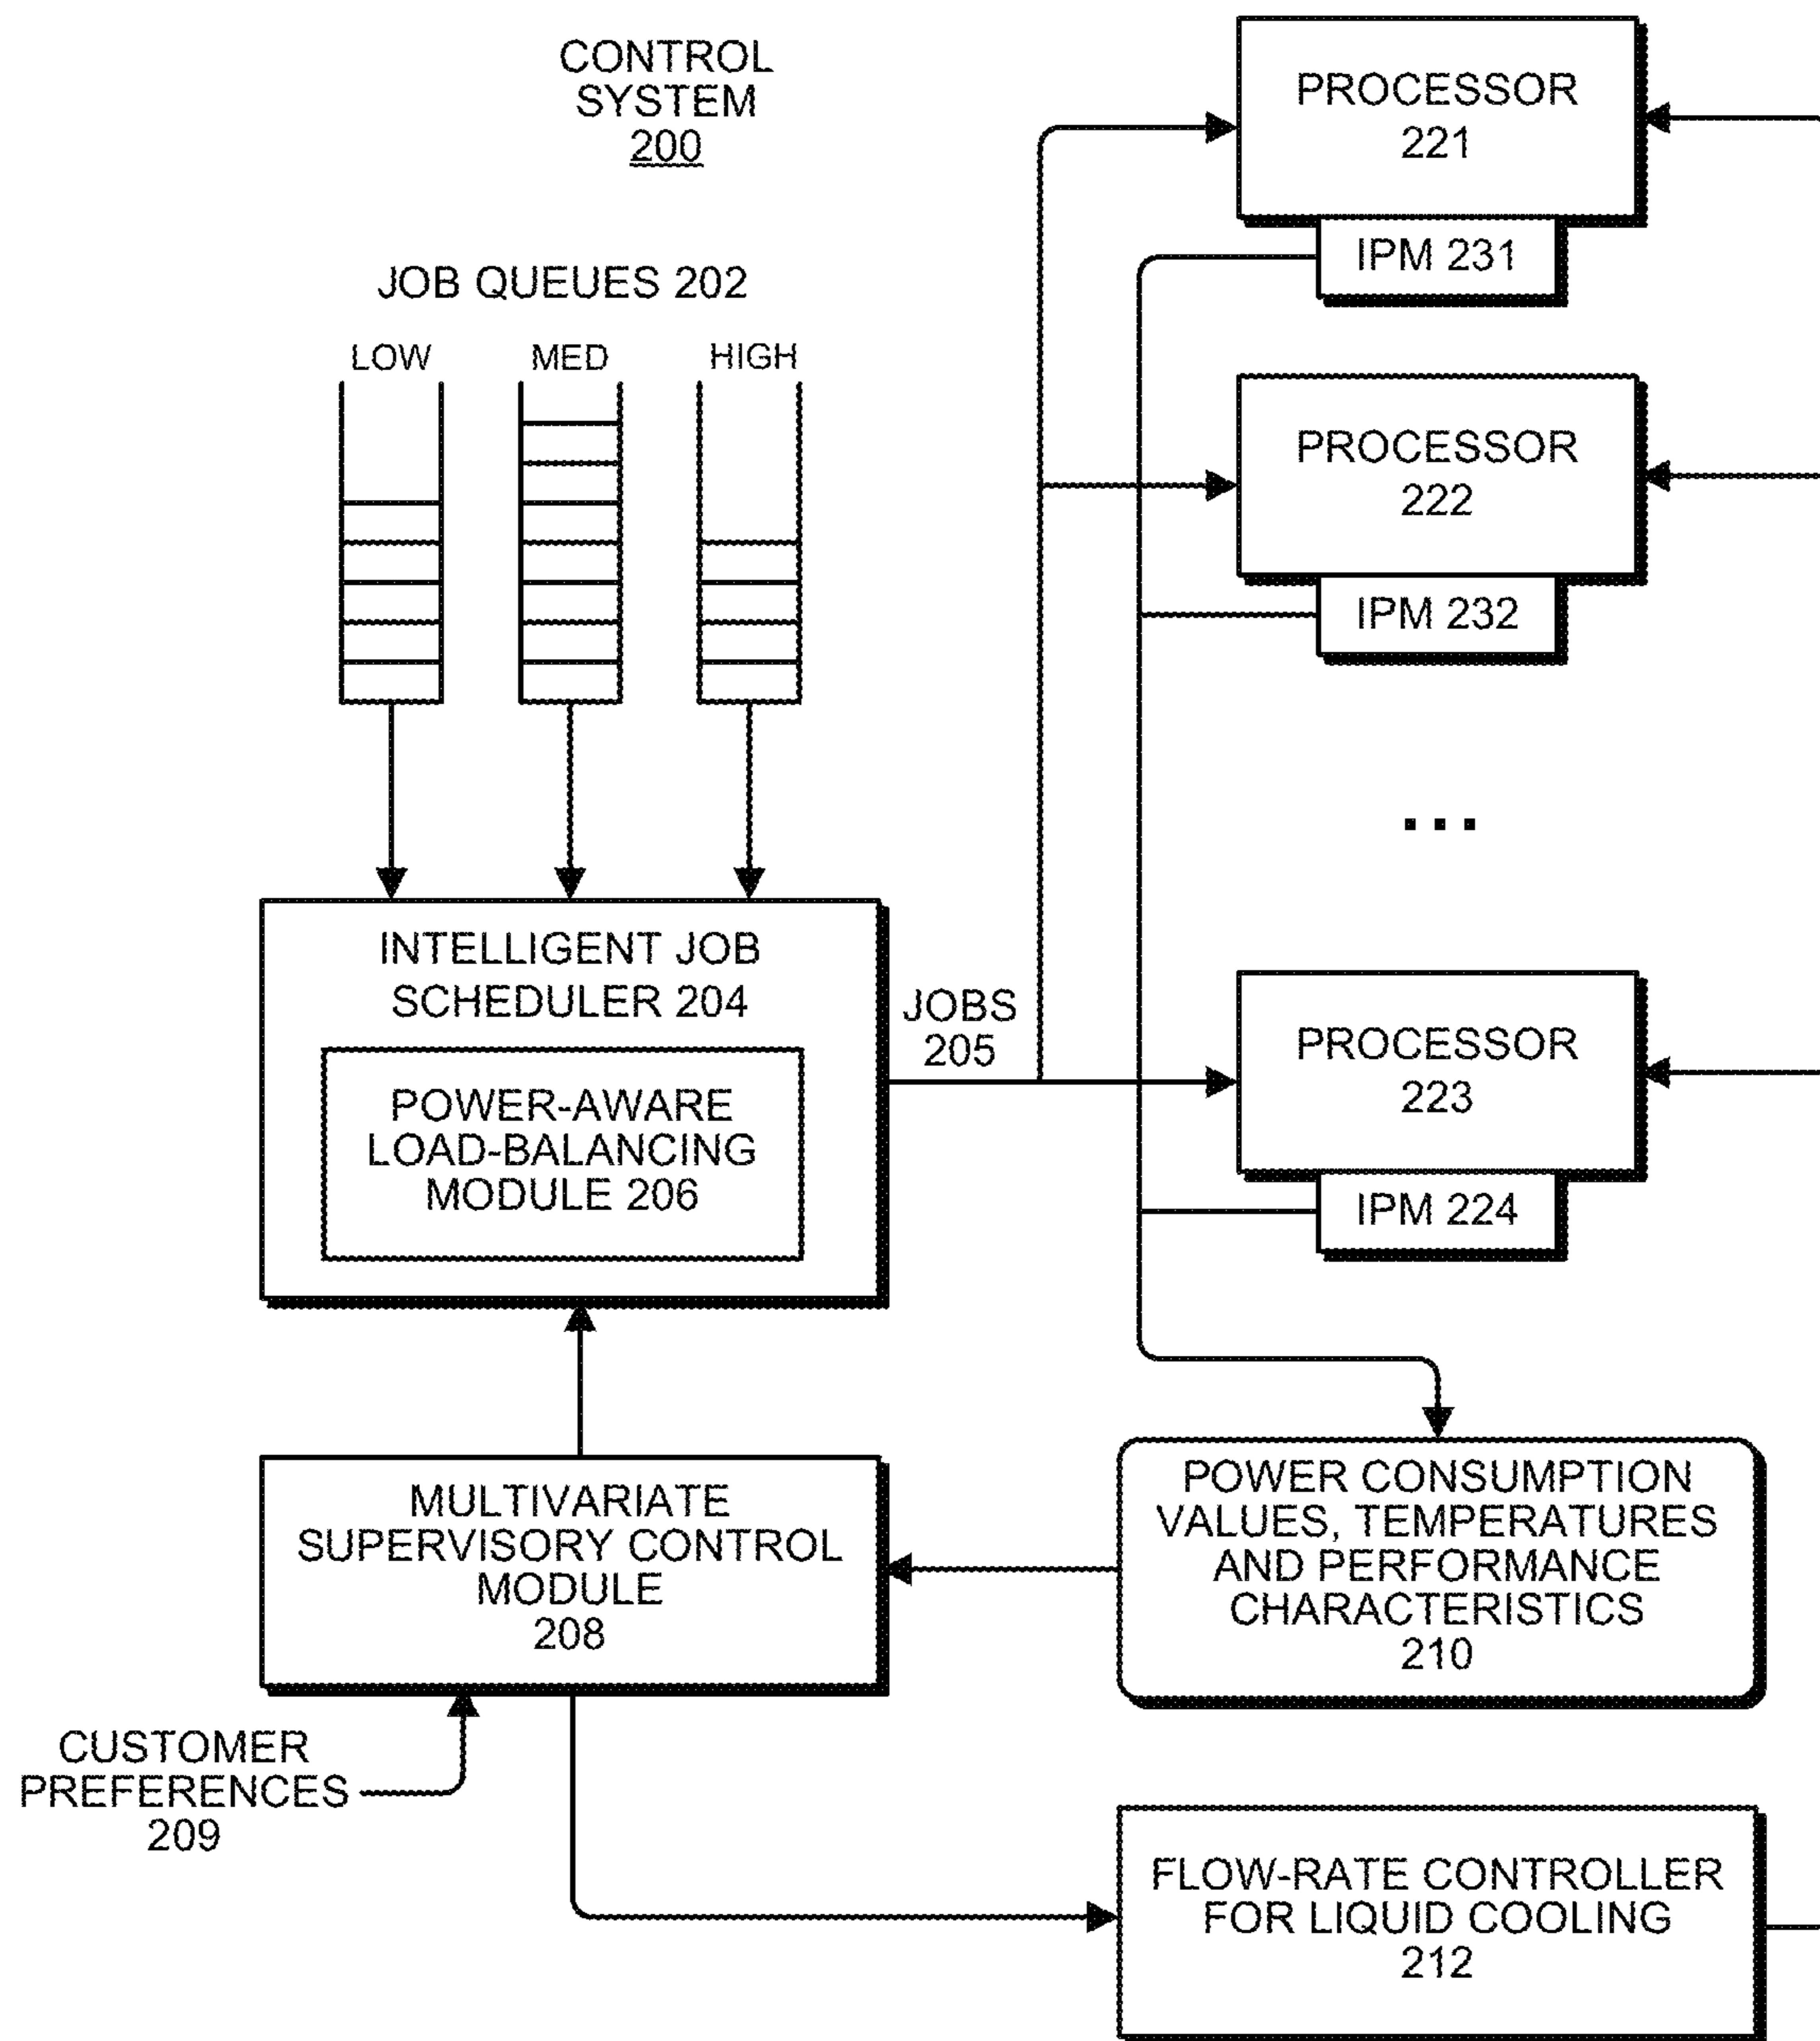 CONTROL
SYSTEM
200
JOB QUEUES 202
LOW
MED
HIGH
PROCESSOR
221
IPM 231
PROCESSOR
222
IPM 232
...
INTELLIGENT JOB
SCHEDULER 204
POWER-AWARE
LOAD-BALANCING
MODULE 206
JOBS
205
PROCESSOR
223
IPM 224
MULTIVARIATE
SUPERVISORY CONTROL
MODULE
208
POWER CONSUMPTION
VALUES, TEMPERATURES
AND PERFORMANCE
CHARACTERISTICS
210
CUSTOMER
PREFERENCES
209
FLOW-RATE CONTROLLER
FOR LIQUID COOLING
212